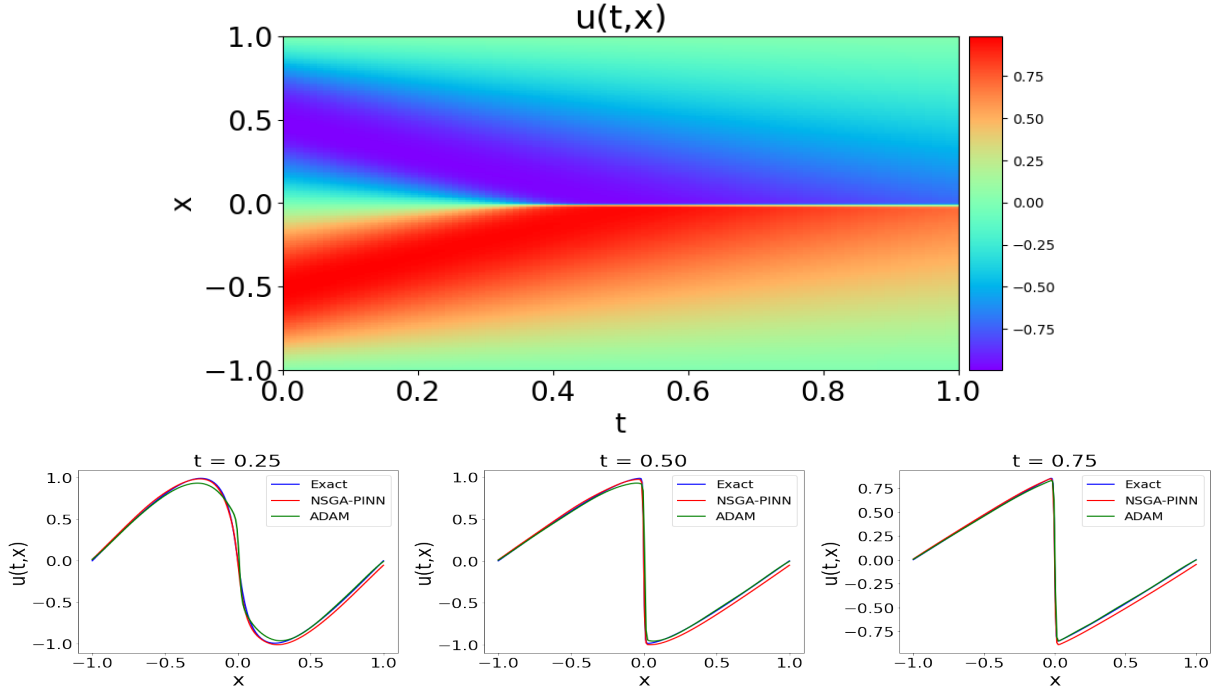 u(t,x)
1.0
0.5
0.0
−0.5
−1.0
x
0.0 0.2 0.4 0.6 0.8 1.0
t
0.75
0.50
0.25
0.00
−0.25
−0.50
−0.75
t = 0.25
1.0
0.5
0.0
−0.5
−1.0
u(t,x)
Exact
NSGA-PINN
ADAM
−1.0 −0.5 0.0 0.5 1.0
x
t = 0.50
1.0
0.5
0.0
−0.5
−1.0
u(t,x)
Exact
NSGA-PINN
ADAM
−1.0 −0.5 0.0 0.5 1.0
x
t = 0.75
0.75
0.50
0.25
0.00
−0.25
−0.50
−0.75
u(t,x)
Exact
NSGA-PINN
ADAM
−1.0 −0.5 0.0 0.5 1.0
x